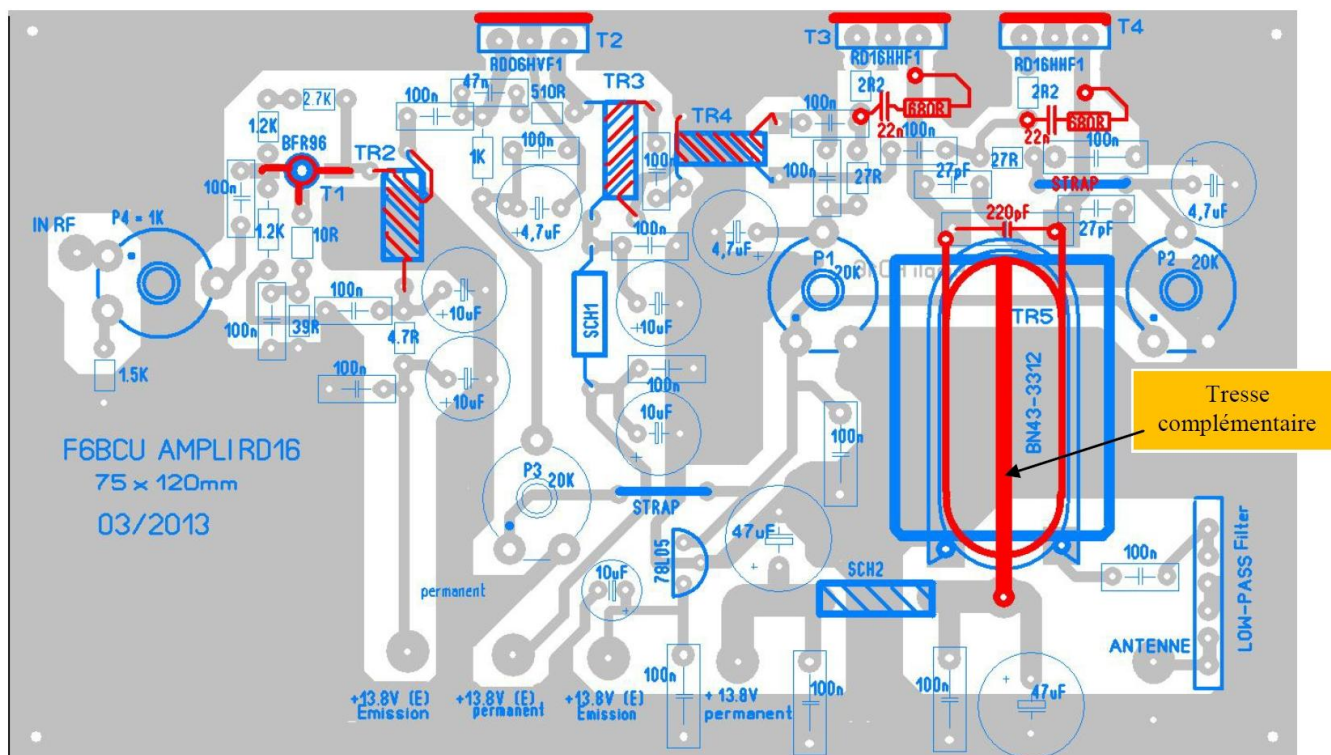 T2
T3
T4
RD06HVF1
RD16HHF1
RD16HHF1
47n
510R
TR3
2R2
680R
22n
2R2
680R
22n
2.7K
100n
1.2K
BFR96
TR2
1K
100n
100n
TR4
100n
100n
27R
100n
27pF
27R
100n
STRAP
27pF
4,7uF
T1
100n
P4 = 1K
IN RF
1.2K
10R
4,7uF
100n
4,7uF
220pF
P1
20K
P2
20K
TR5
100n
39R
100n
10uF
4.7R
SCH1
10uF
1.5K
100n
10uF
100n
10uF
100n
BN43-3312
Tresse
complémentaire
F6BCU AMPLI RD16
75 x 120mm
03/2013
P3
20K
STRAP
47uF
78L05
10uF
SCH2
100n
LOW-PASS Filter
permanent
ANTENNE
100n
100n
100n
47uF
+13.8V (E)
Emission
+13.8V (E)
permanent
+13.8V (E)
Emission
+ 13.8V
permanent